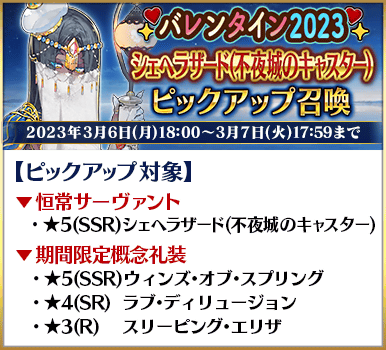 バレンタイン2023
シェヘラザード(不夜城のキャスター)
ピックアップ召喚
2023年3月6日(月)18:00～3月7日(火)17:59まで
【ピックアップ対象】
▼恒常サーヴァント
・★5(SSR)シェヘラザード(不夜城のキャスター)
▼期間限定概念礼装
・★5(SSR)ウィンズ・オブ・スプリング
・★4(SR) ラブ・ディリュージョン
・★3(R) スリーピング・エリザ